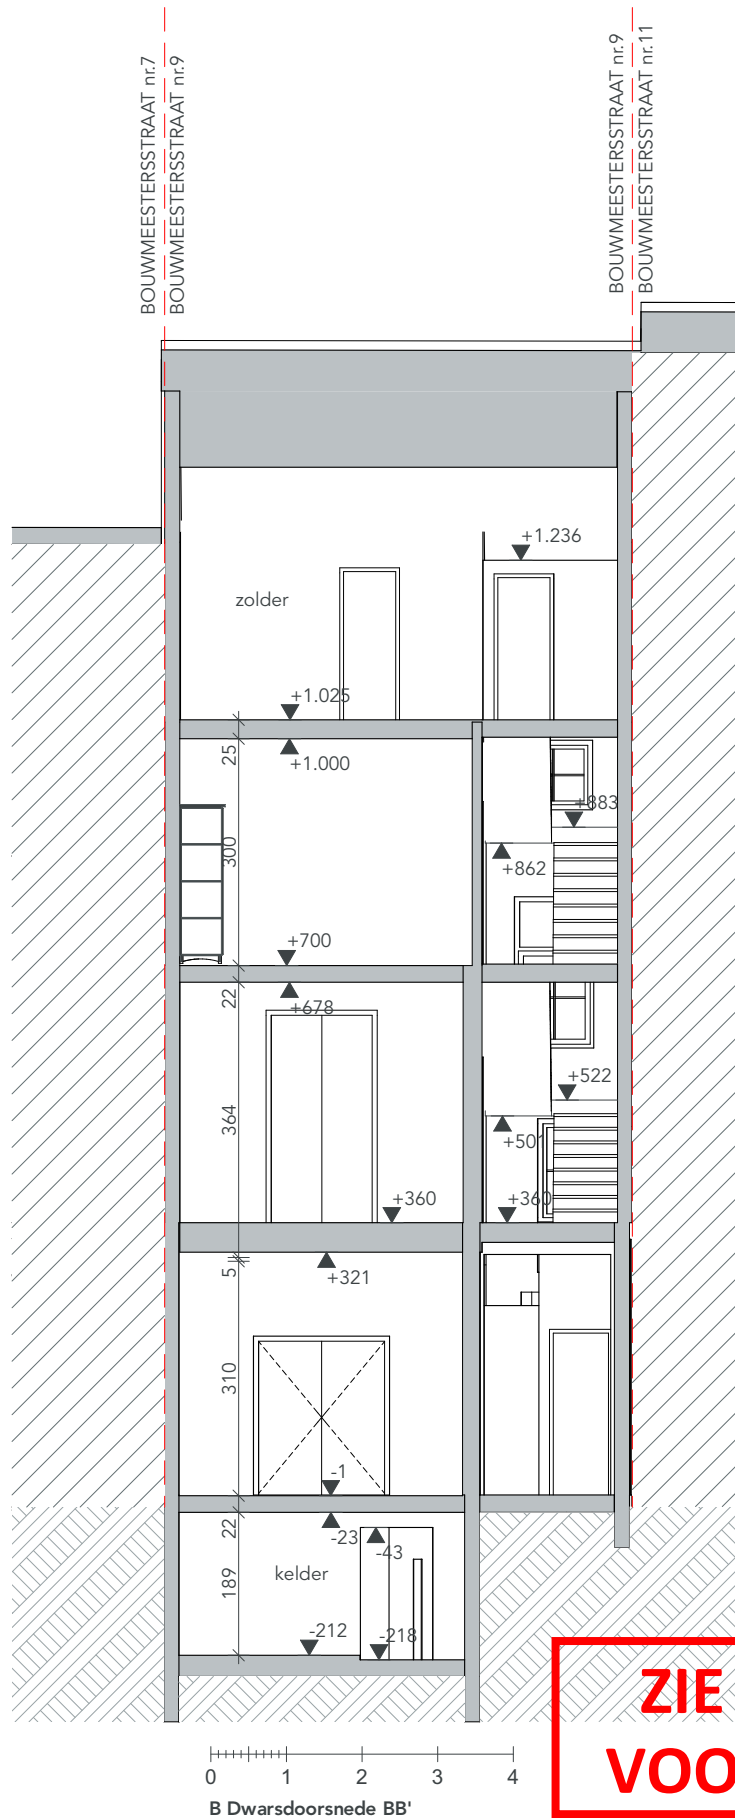 BOUWMEESTERSSTRAAT nr.7
BOUWMEESTERSSTRAAT nr.9
BOUWMEESTERSSTRAAT nr.9
BOUWMEESTERSSTRAAT nr.11
+1.236
zolder
+1.025
25
+1.000
+883
300
+862
+700
22
+678
+522
364
+501
+360
+360
5
+321
310
-1
22
-23
-43
kelder
189
-212
-218
ZIE
VOO
0 1 2 3 4
B Dwarsdoorsnede BB'